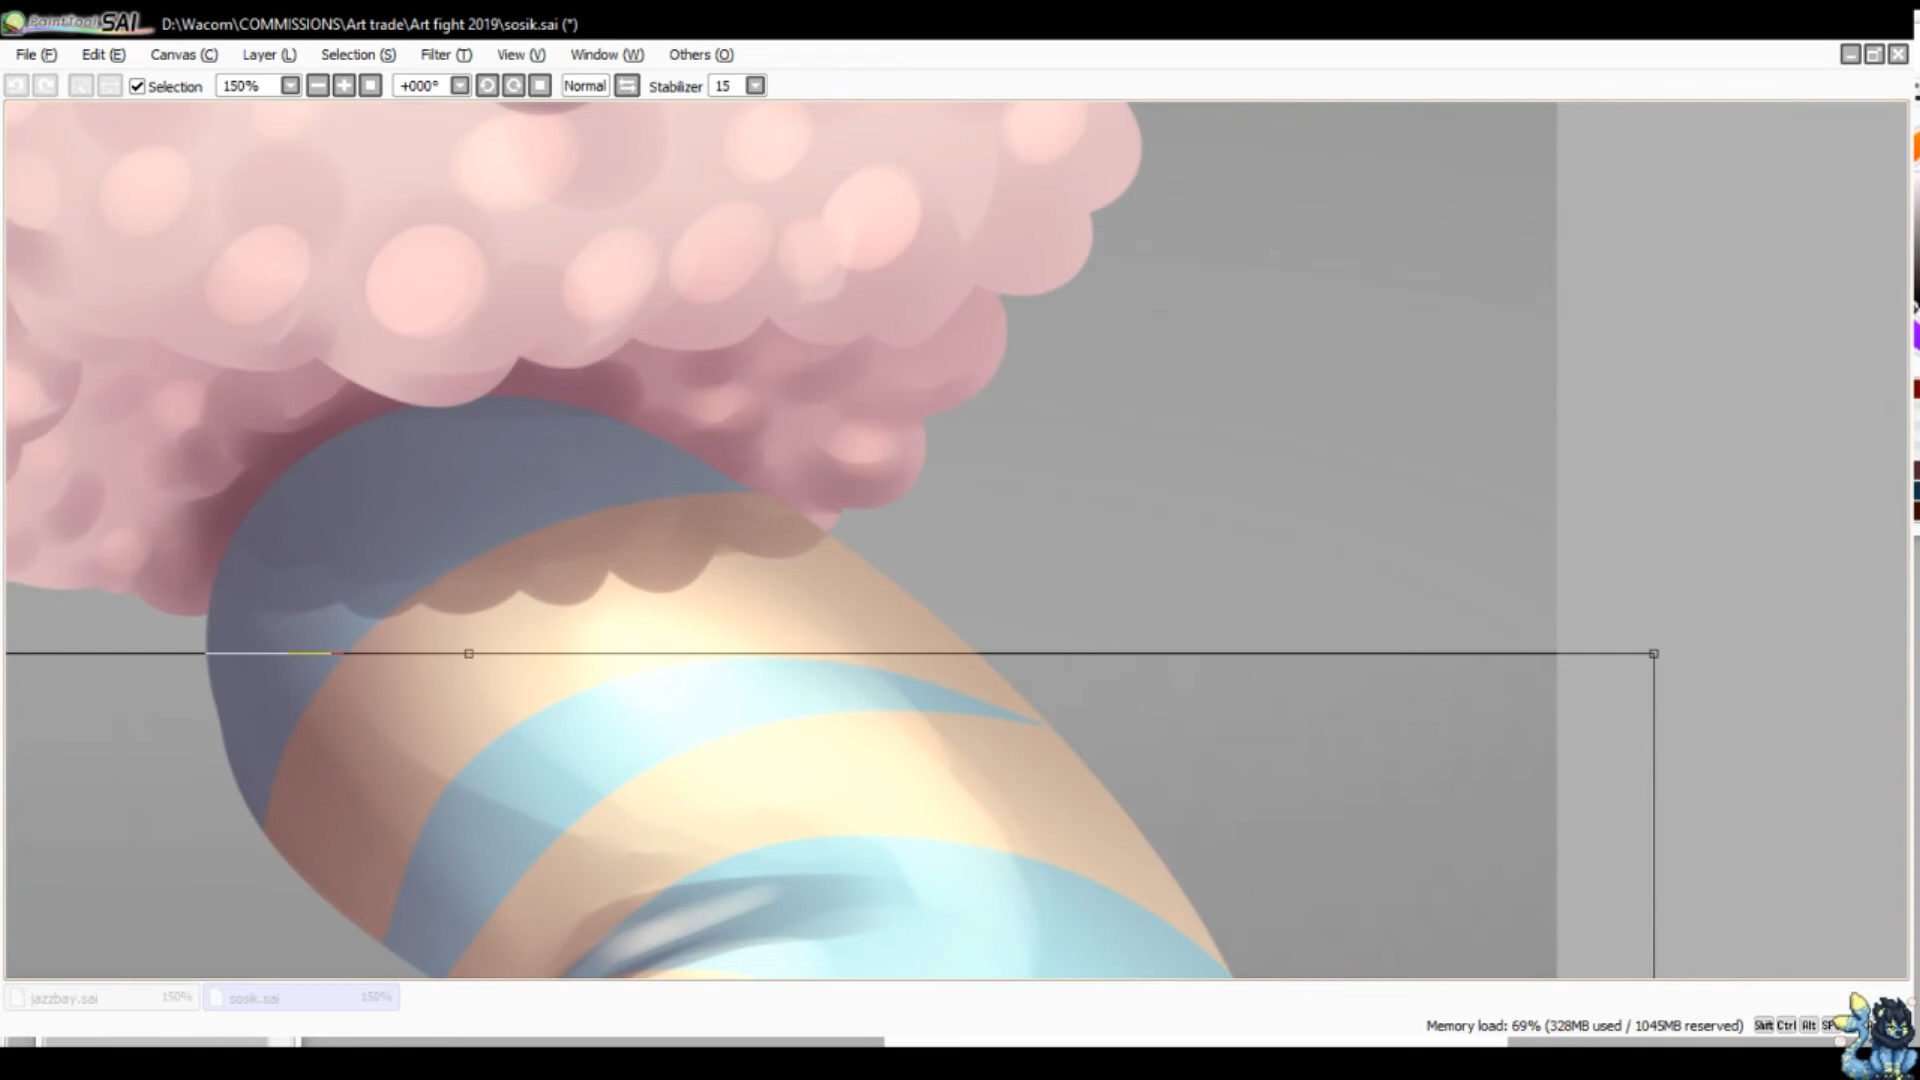 PaintTool SAI D:\Wacom\COMMISSIONS\Art trade\Art fight 2019\sosik.sai (*)
File (F) Edit (E) Canvas (C) Layer (L) Selection (S) Filter (T) View (V) Window (W) Others (O)
Selection 150% +000° Normal Stabilizer 15
jazzbay.sai 150% sosik.sai 150%
Memory load: 69% (328MB used / 1045MB reserved) Shift Ctrl Alt